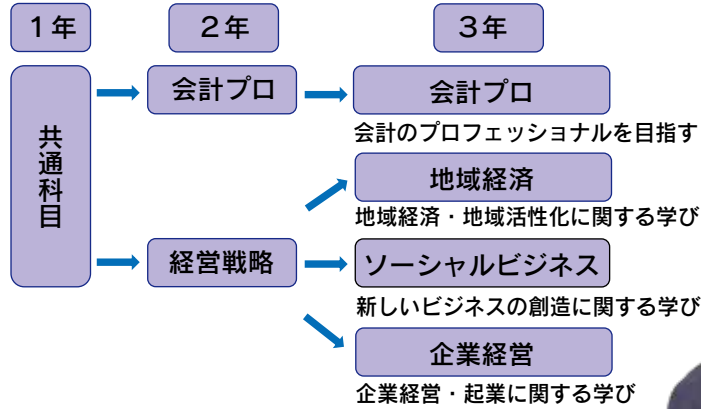 1年
2年
3年
共通科目
会計プロ
会計プロ
会計のプロフェッショナルを目指す
地域経済
地域経済・地域活性化に関する学び
経営戦略
ソーシャルビジネス
新しいビジネスの創造に関する学び
企業経営
企業経営・起業に関する学び